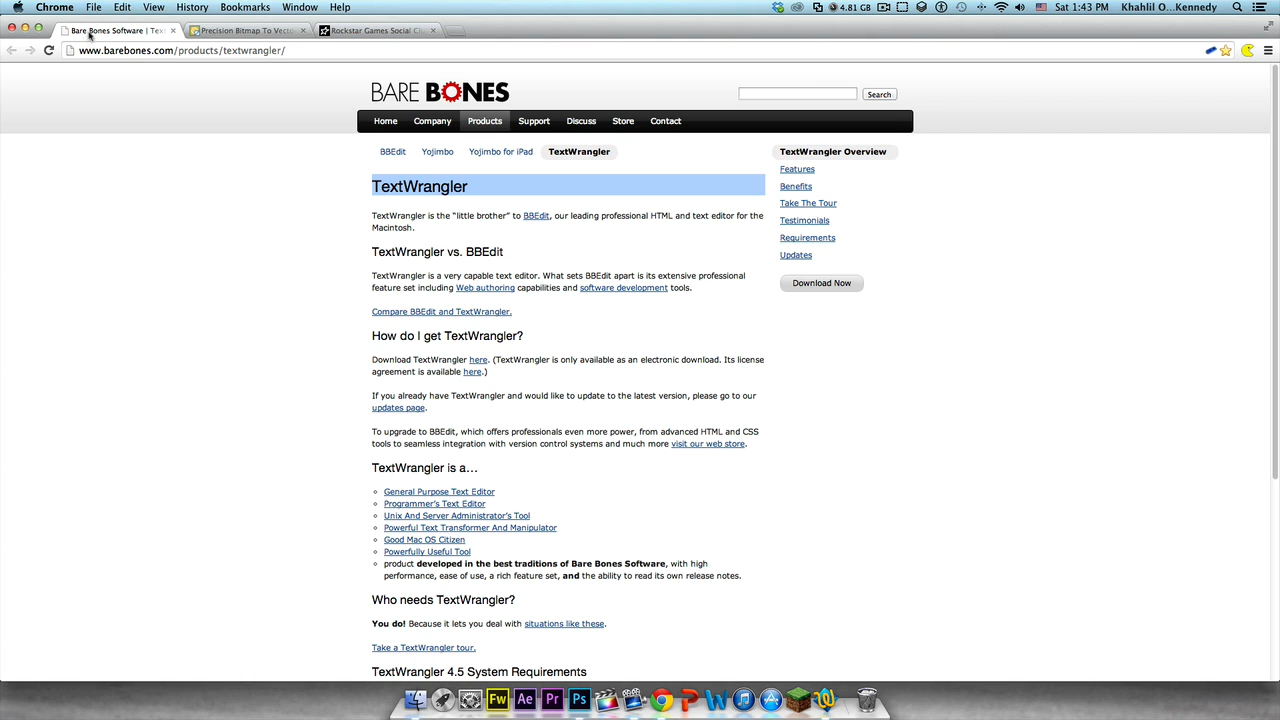 Chrome File Edit View History Bookmarks Window Help 4.81 GB Sat 1:43 PM Khahlil O...Kennedy
Bare Bones Software | Text Precision Bitmap To Vecto Rockstar Games Social Clu
www.barebones.com/products/textwrangler/
BARE BONES
Search
Home Company Products Support Discuss Store Contact
BBEdit Yojimbo Yojimbo for iPad TextWrangler
TextWrangler
TextWrangler is the “little brother” to BBEdit, our leading professional HTML and text editor for the
Macintosh.
TextWrangler vs. BBEdit
TextWrangler is a very capable text editor. What sets BBEdit apart is its extensive professional
feature set including Web authoring capabilities and software development tools.
Compare BBEdit and TextWrangler.
How do I get TextWrangler?
Download TextWrangler here. (TextWrangler is only available as an electronic download. Its license
agreement is available here.)
If you already have TextWrangler and would like to update to the latest version, please go to our
updates page.
To upgrade to BBEdit, which offers professionals even more power, from advanced HTML and CSS
tools to seamless integration with version control systems and much more visit our web store.
TextWrangler is a…
General Purpose Text Editor
Programmer’s Text Editor
Unix And Server Administrator’s Tool
Powerful Text Transformer And Manipulator
Good Mac OS Citizen
Powerfully Useful Tool
product developed in the best traditions of Bare Bones Software, with high
performance, ease of use, a rich feature set, and the ability to read its own release notes.
Who needs TextWrangler?
You do! Because it lets you deal with situations like these.
Take a TextWrangler tour.
TextWrangler 4.5 System Requirements
TextWrangler Overview
Features
Benefits
Take The Tour
Testimonials
Requirements
Updates
Download Now
Fw Ae Pr Ps